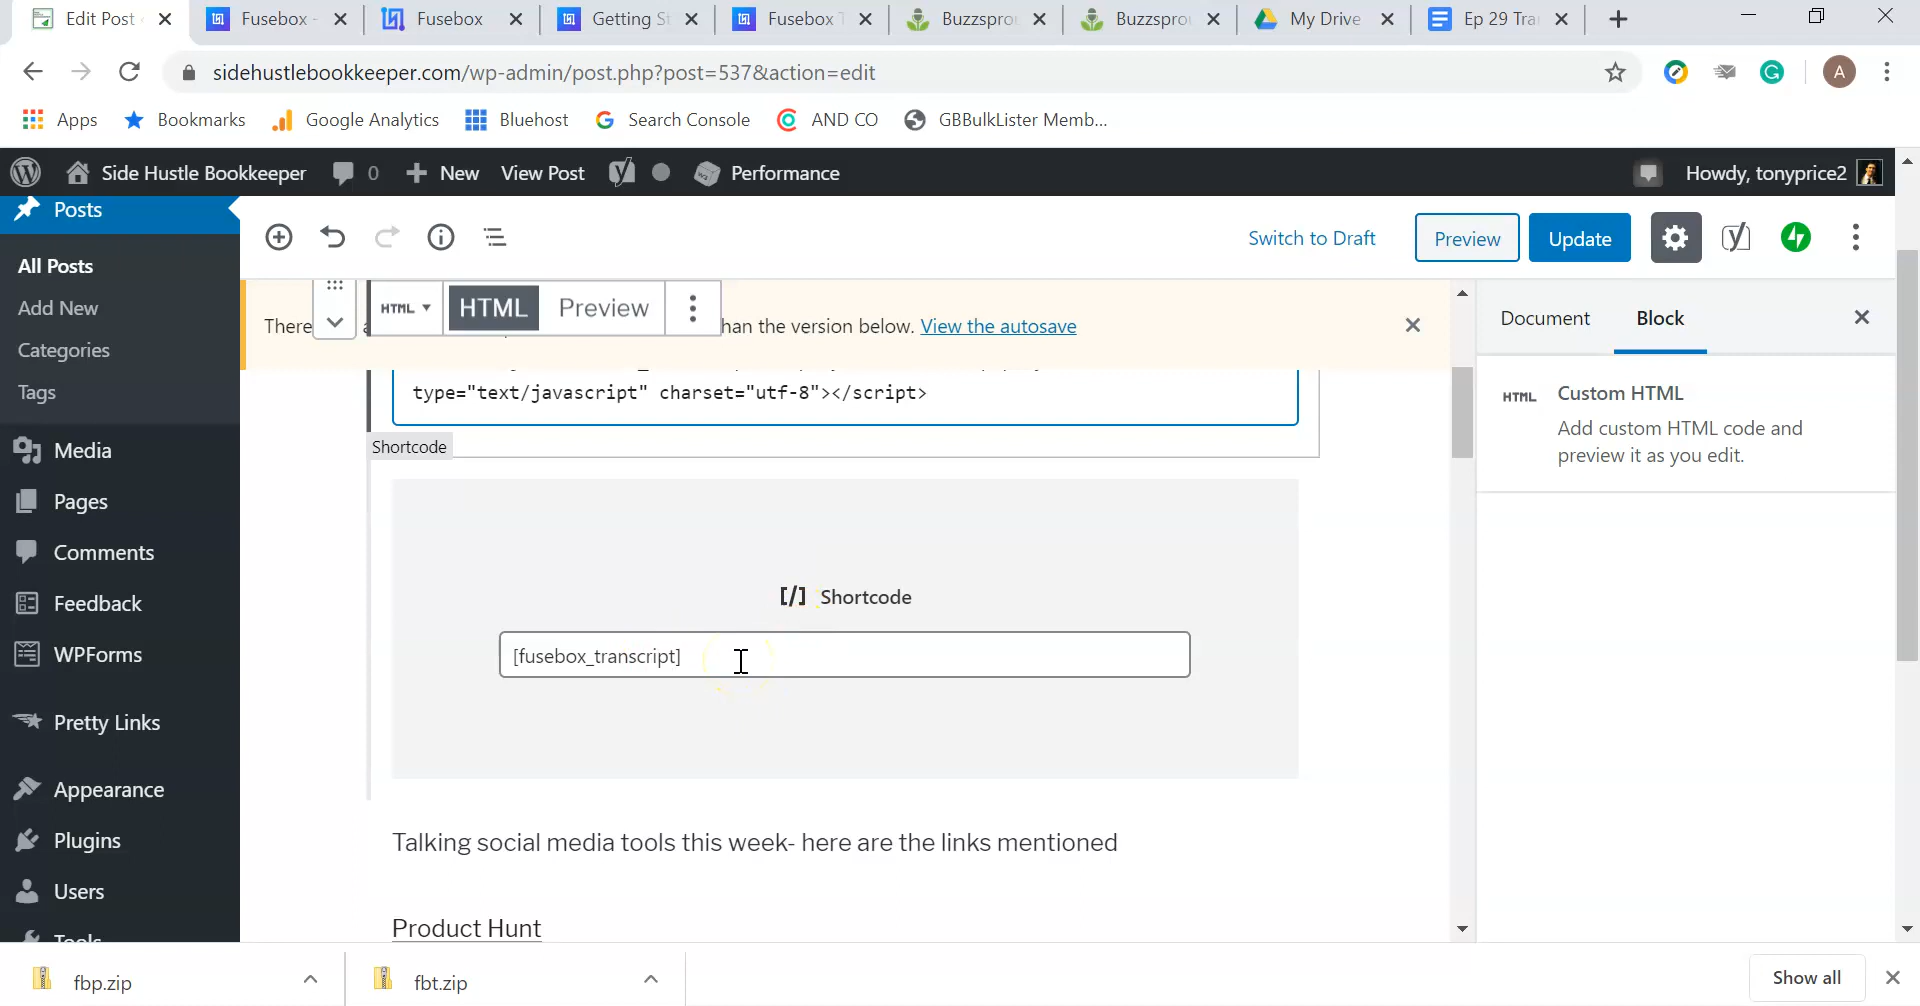 Edit Post
Fusebox -
Fusebox
Getting S
Fusebox T
Buzzspro
Buzzspro
My Drive
Ep 29 Tra
sidehustlebookkeeper.com/wp-admin/post.php?post=537&action=edit
A
Apps
Bookmarks
Google Analytics
Bluehost
Search Console
AND CO
GBBulkLister Memb...
Side Hustle Bookkeeper
0
New
View Post
Performance
Howdy, tonyprice2
Posts
All Posts
Add New
Categories
Tags
Media
Pages
Comments
Feedback
WPForms
Pretty Links
Appearance
Plugins
Users
Tools
Switch to Draft
Preview
Update
HTML
HTML
Preview
There
han the version below. View the autosave
type="text/javascript" charset="utf-8"></script>
Shortcode
[/] Shortcode
[fusebox_transcript]
Talking social media tools this week- here are the links mentioned
Product Hunt
Document
Block
HTML
Custom HTML
Add custom HTML code and
preview it as you edit.
fbp.zip
fbt.zip
Show all